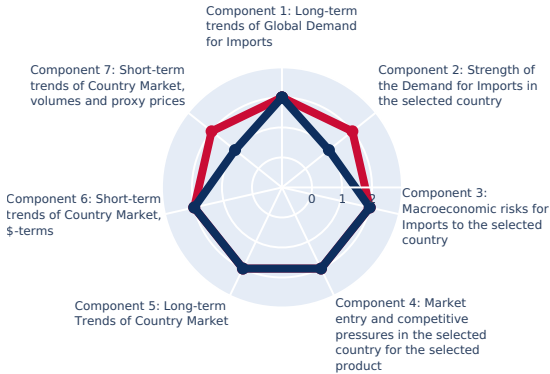 Component 1: Long-term
trends of Global Demand
for Imports
Component 2: Strength of
the Demand for Imports in
the selected country
Component 3:
Macroeconomic risks for
Imports to the selected
country
Component 4: Market
entry and competitive
pressures in the selected
country for the selected
product
Component 5: Long-term
Trends of Country Market
Component 6: Short-term
trends of Country Market,
$-terms
Component 7: Short-term
trends of Country Market,
volumes and proxy prices
0 1 2